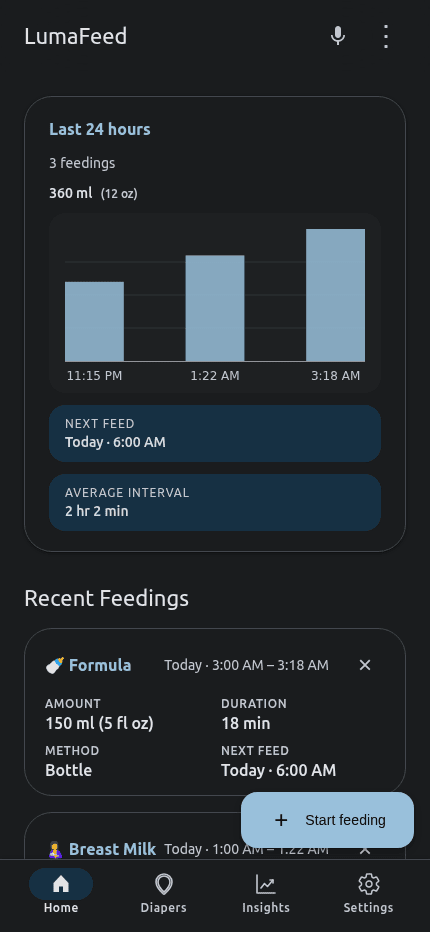 LumaFeed
Last 24 hours
3 feedings
360 ml (12 oz)
11:15 PM 1:22 AM 3:18 AM
NEXT FEED
Today · 6:00 AM
AVERAGE INTERVAL
2 hr 2 min
Recent Feedings
Formula Today · 3:00 AM – 3:18 AM
AMOUNT DURATION
150 ml (5 fl oz) 18 min
METHOD NEXT FEED
Bottle Today · 6:00 AM
+ Start feeding
Breast Milk Today · 1:00 AM – 1:22 AM
Home Diapers Insights Settings